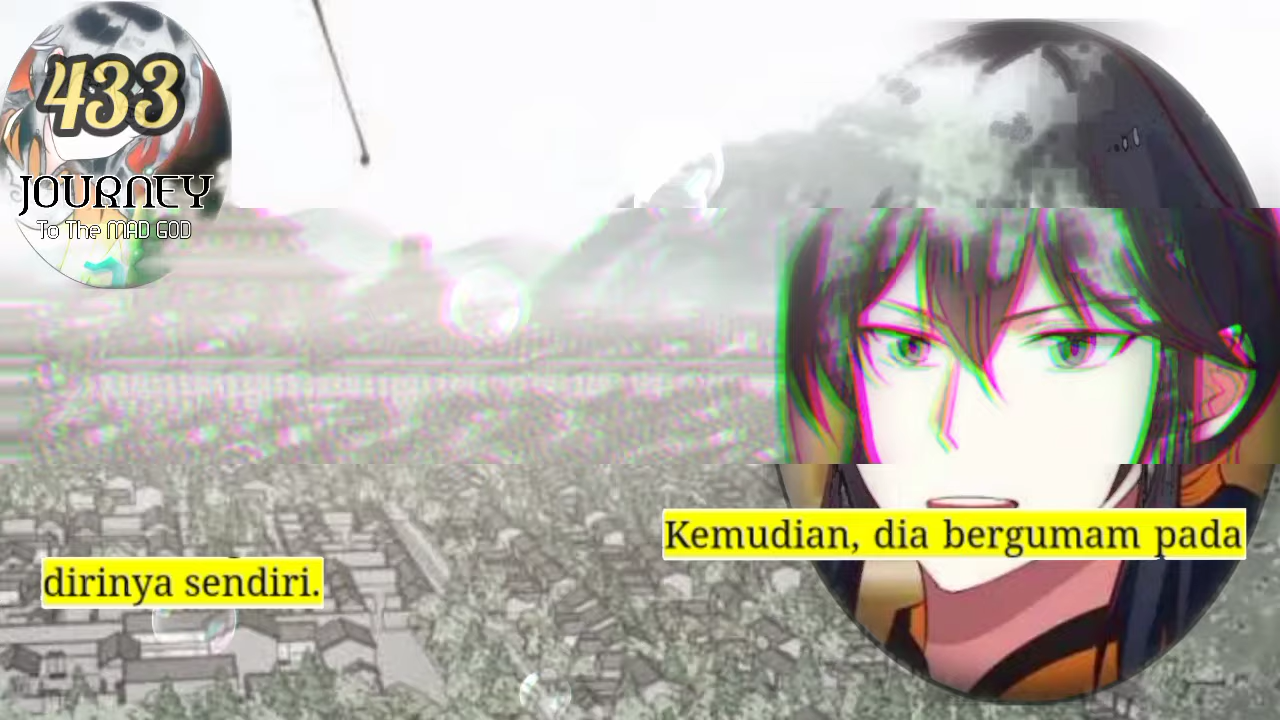 433
JOURNEY
To The MAD GOD
Kemudian, dia bergumam pada
dirinya sendiri.